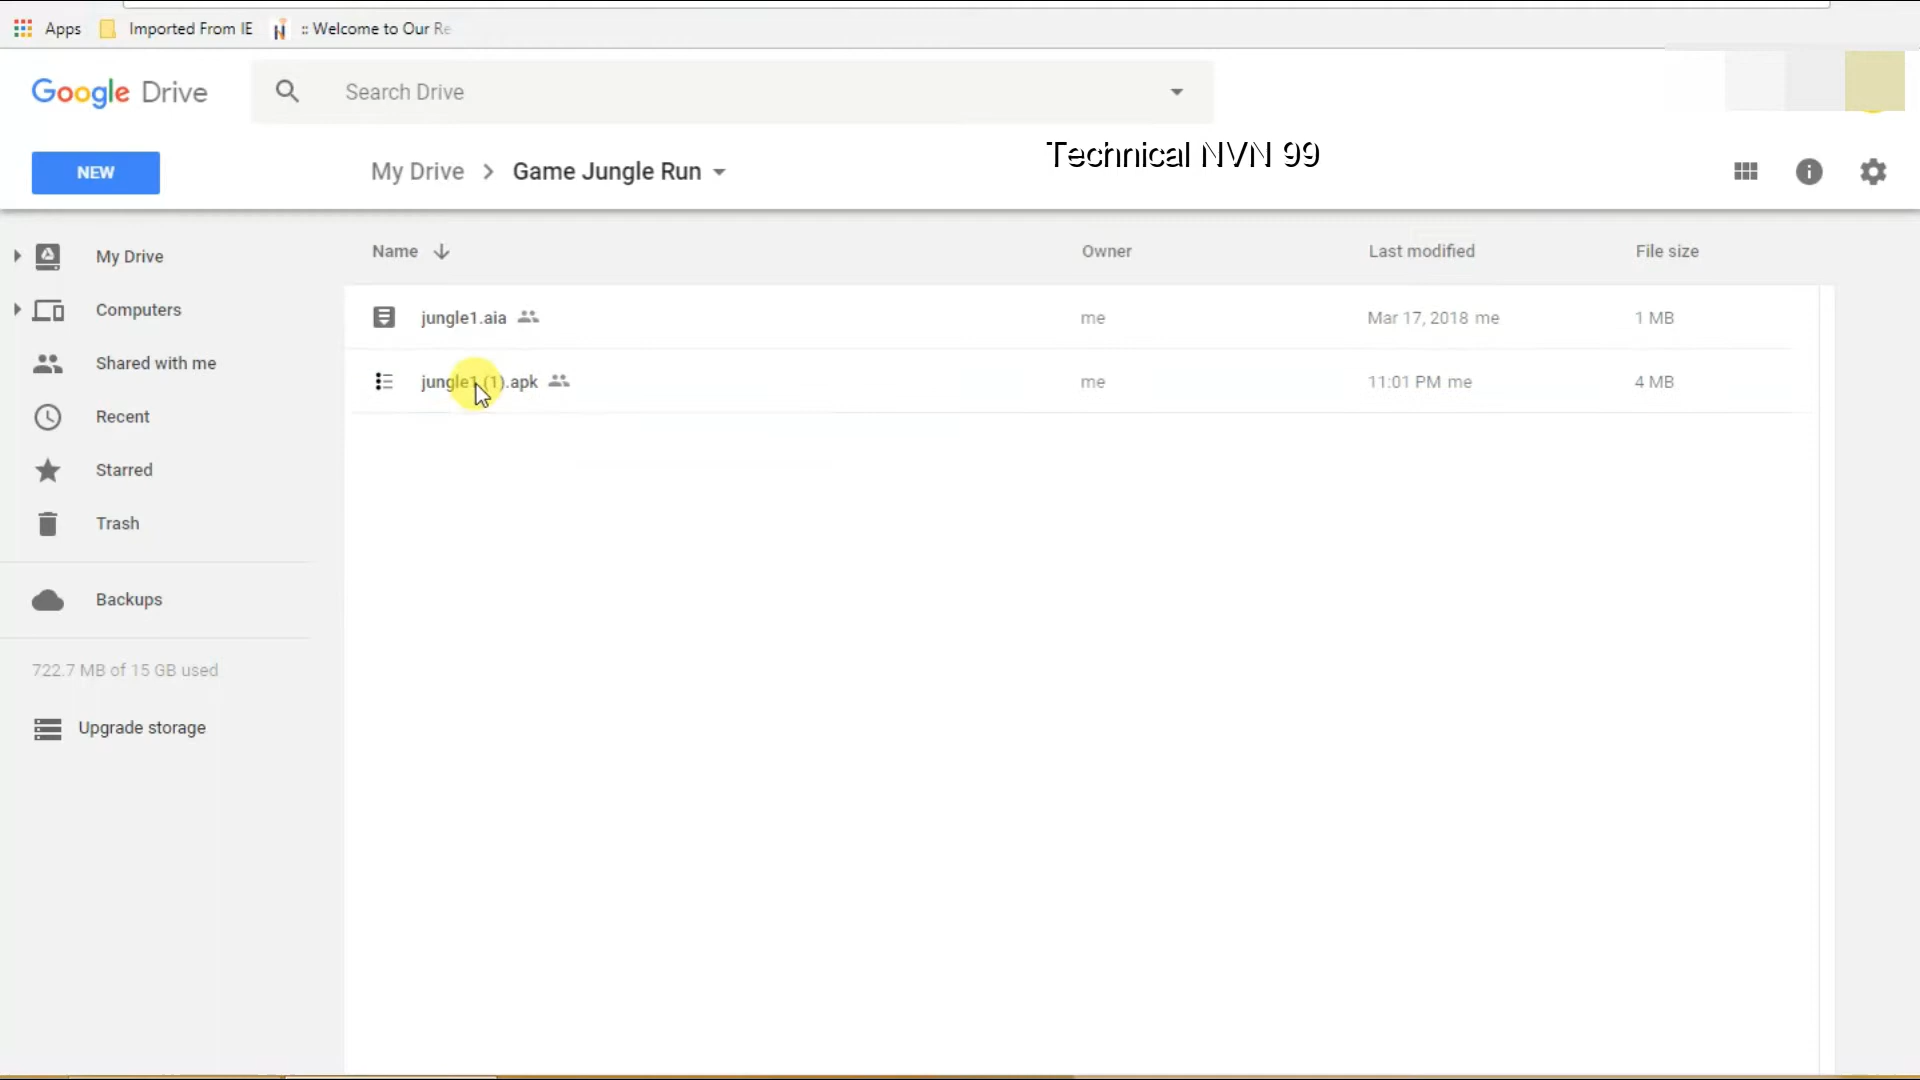 Apps Imported From IE :: Welcome to Our Re
Google Drive Search Drive
Technical NVN 99
NEW My Drive Game Jungle Run
Name Owner Last modified File size
My Drive
Computers
Shared with me
Recent
Starred
Trash
Backups
722.7 MB of 15 GB used
Upgrade storage
jungle1.aia me Mar 17, 2018 me 1 MB
jungle1 (1).apk me 11:01 PM me 4 MB